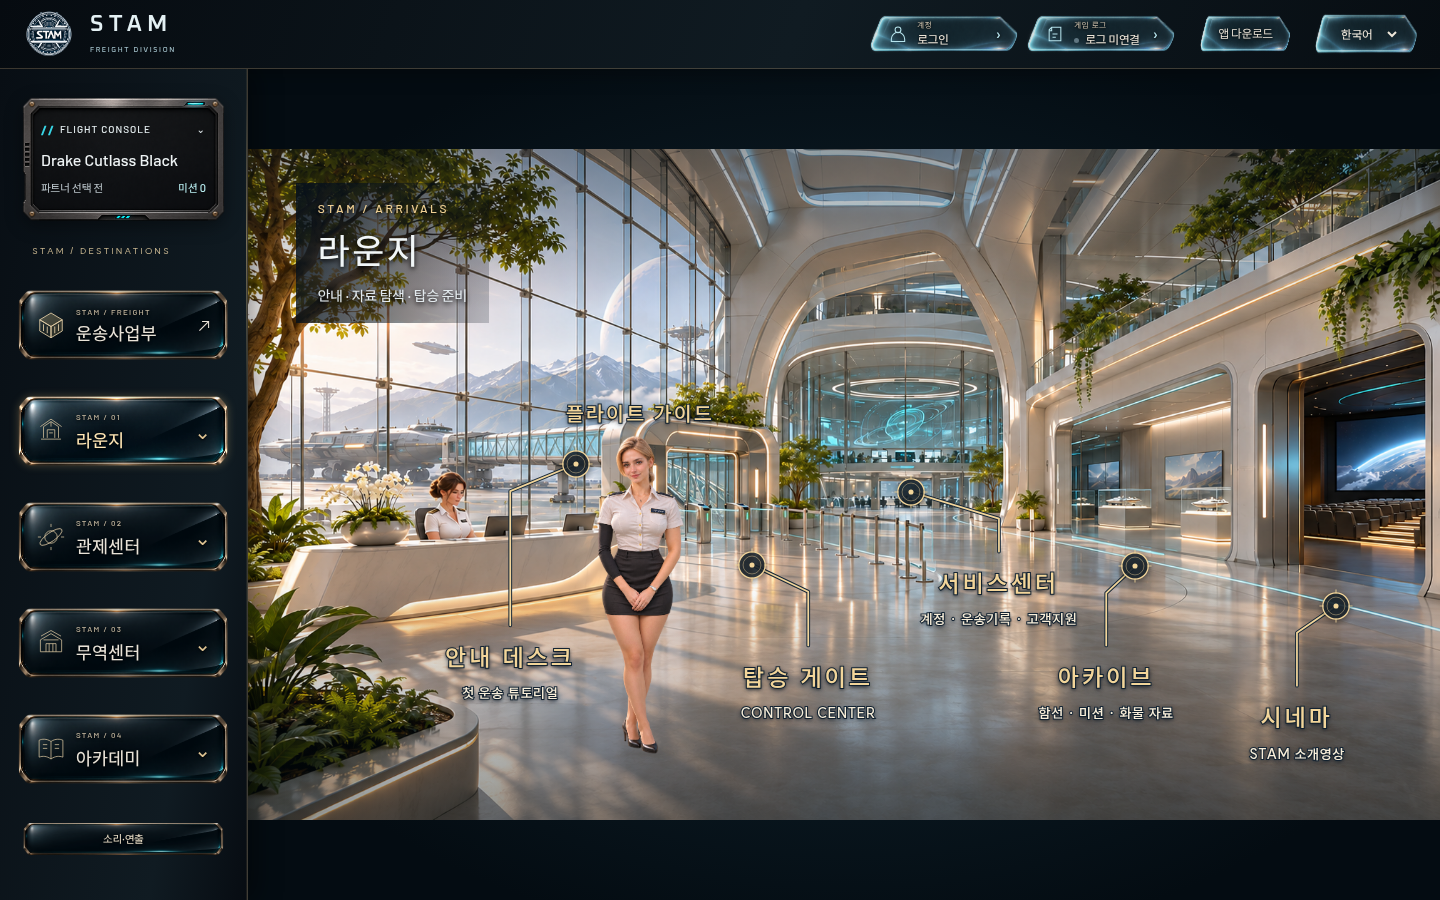 STAM
STAM
FREIGHT DIVISION
계정
로그인
게임 로그
로그 미연결
앱 다운로드
한국어
// FLIGHT CONSOLE
Drake Cutlass Black
파트너 선택 전
미션 0
STAM / DESTINATIONS
STAM / FREIGHT
운송사업부
STAM / 01
라운지
STAM / 02
관제센터
STAM / 03
무역센터
STAM / 04
아카데미
소리·연출
STAM / ARRIVALS
라운지
안내 · 자료 탐색 · 탑승 준비
플라이트 가이드
안내 데스크
첫 운송 튜토리얼
탑승 게이트
CONTROL CENTER
서비스센터
계정 · 운송기록 · 고객지원
아카이브
함선 · 미션 · 화물 자료
시네마
STAM 소개영상